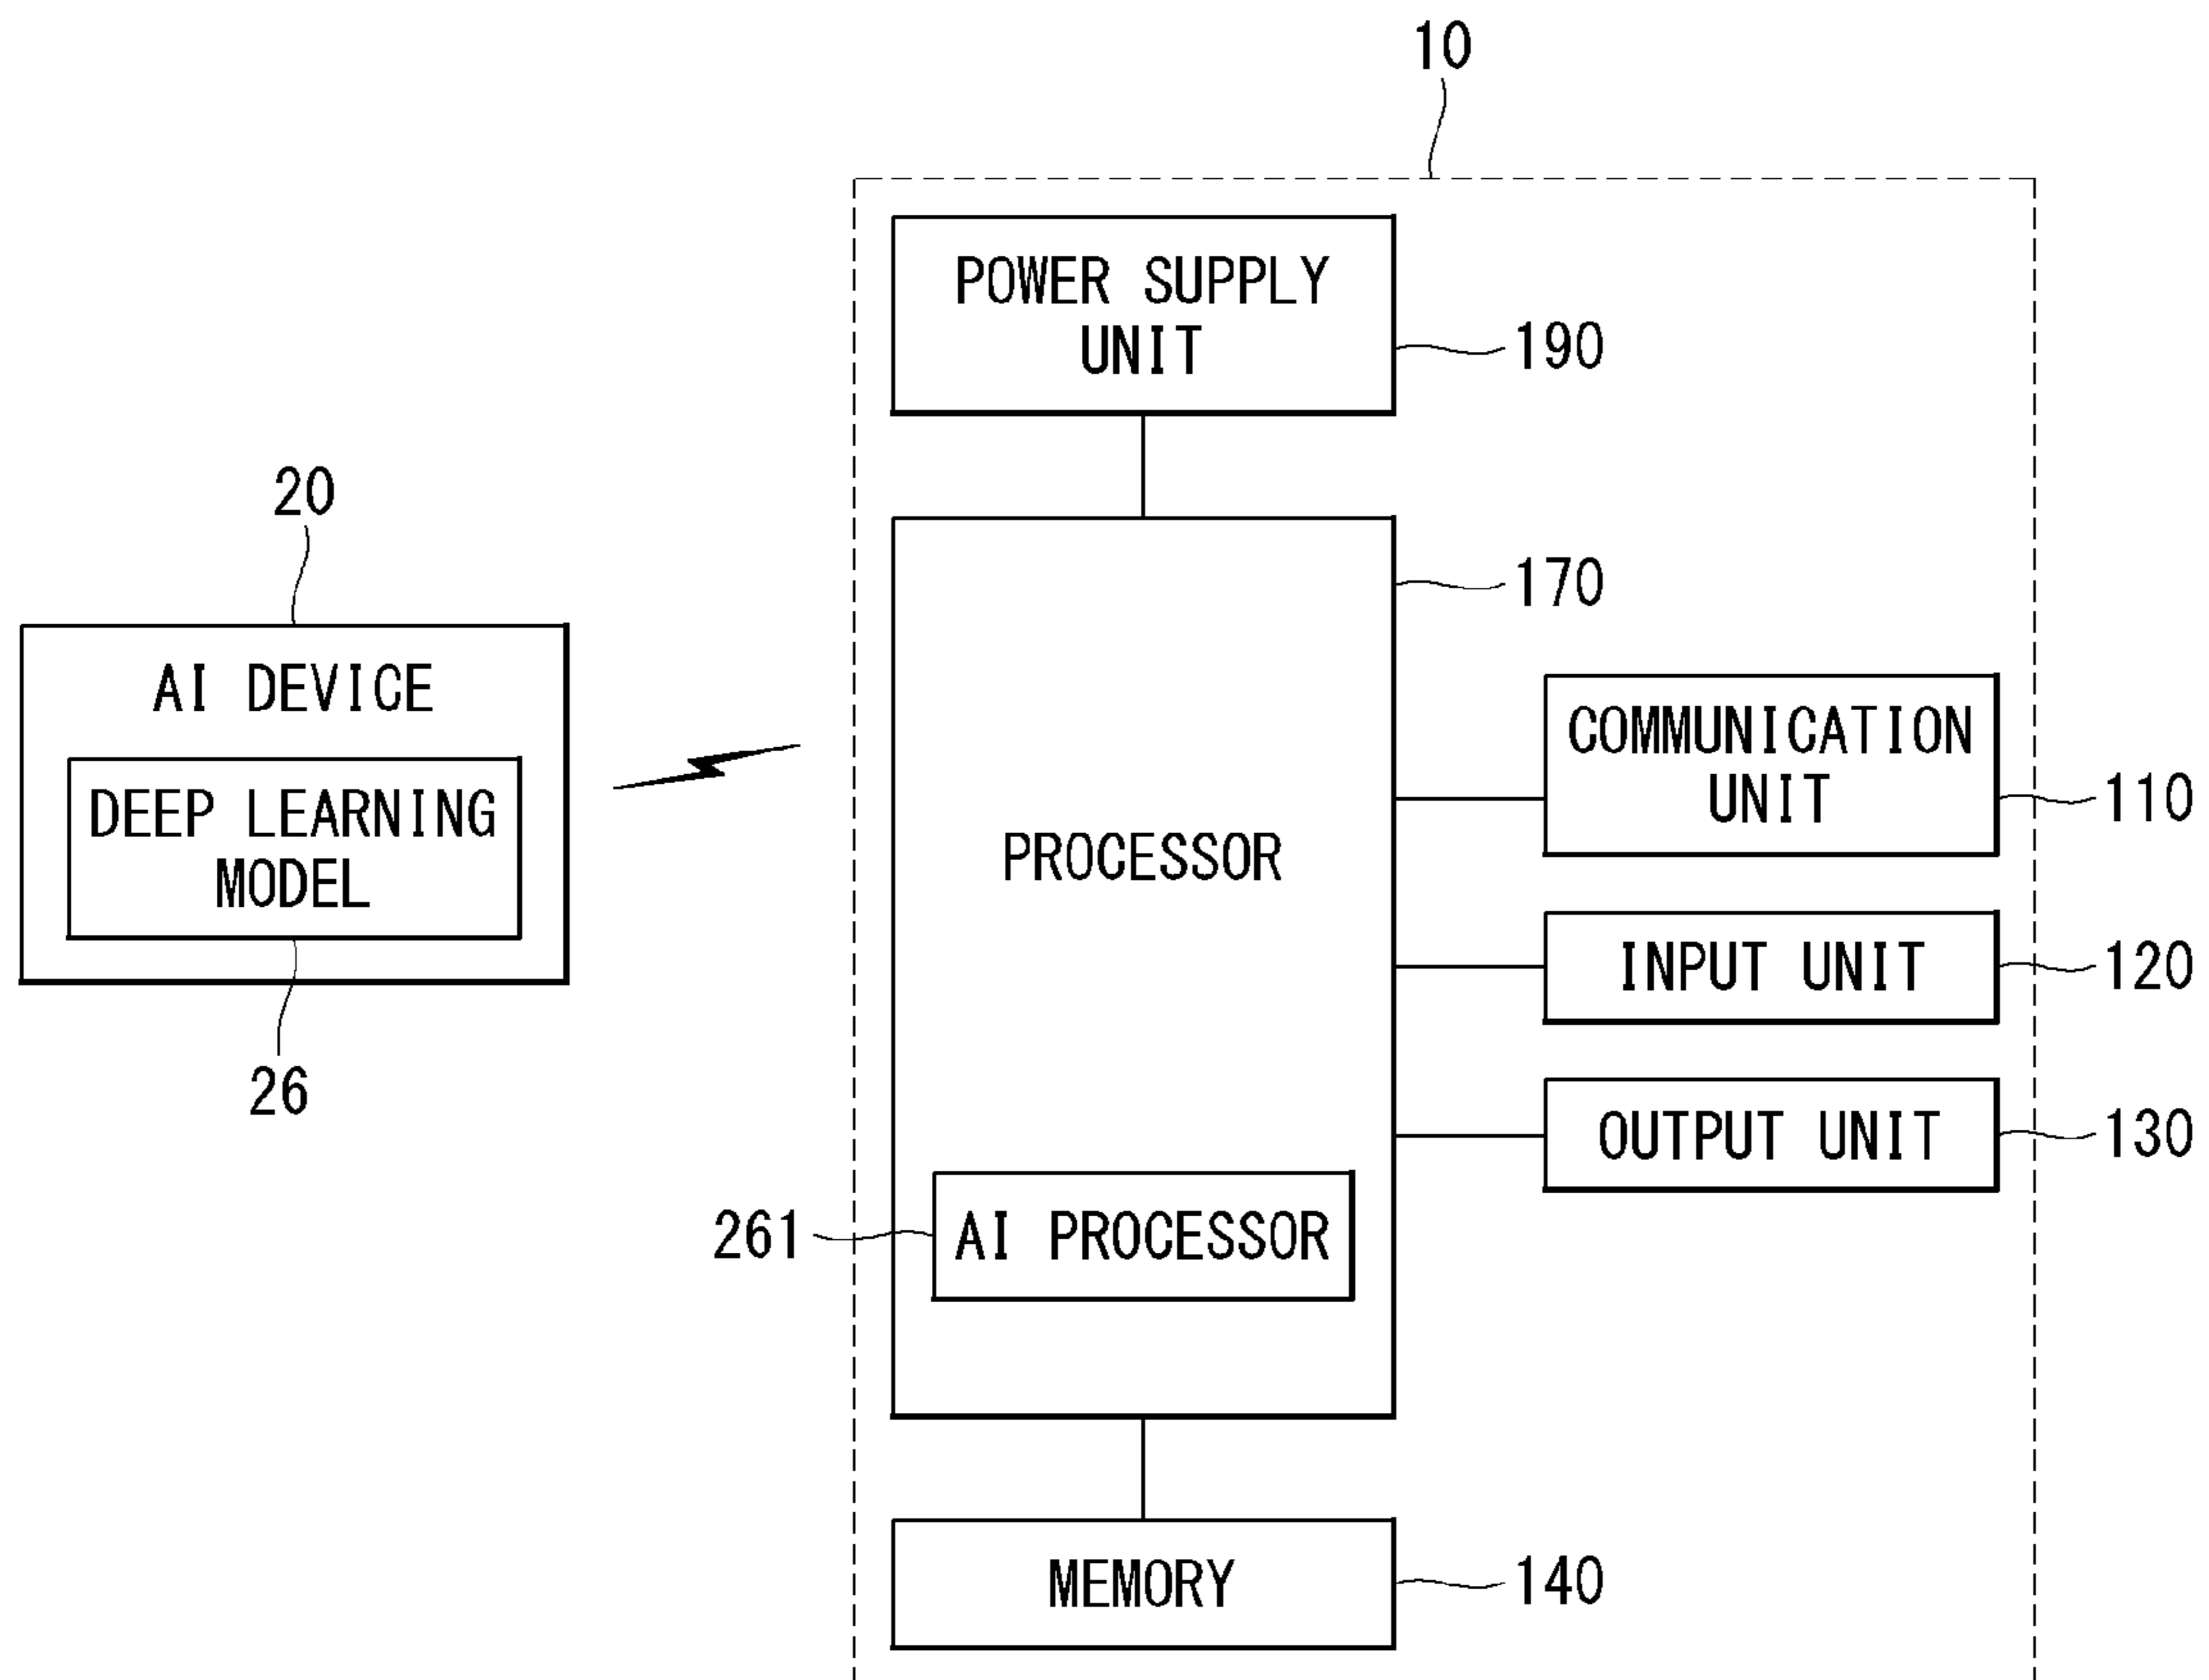 10
POWER SUPPLY
UNIT
190
20
170
AI DEVICE
COMMUNICATION
UNIT
110
DEEP LEARNING
MODEL
PROCESSOR
INPUT UNIT
120
26
OUTPUT UNIT
130
261
AI PROCESSOR
MEMORY
140